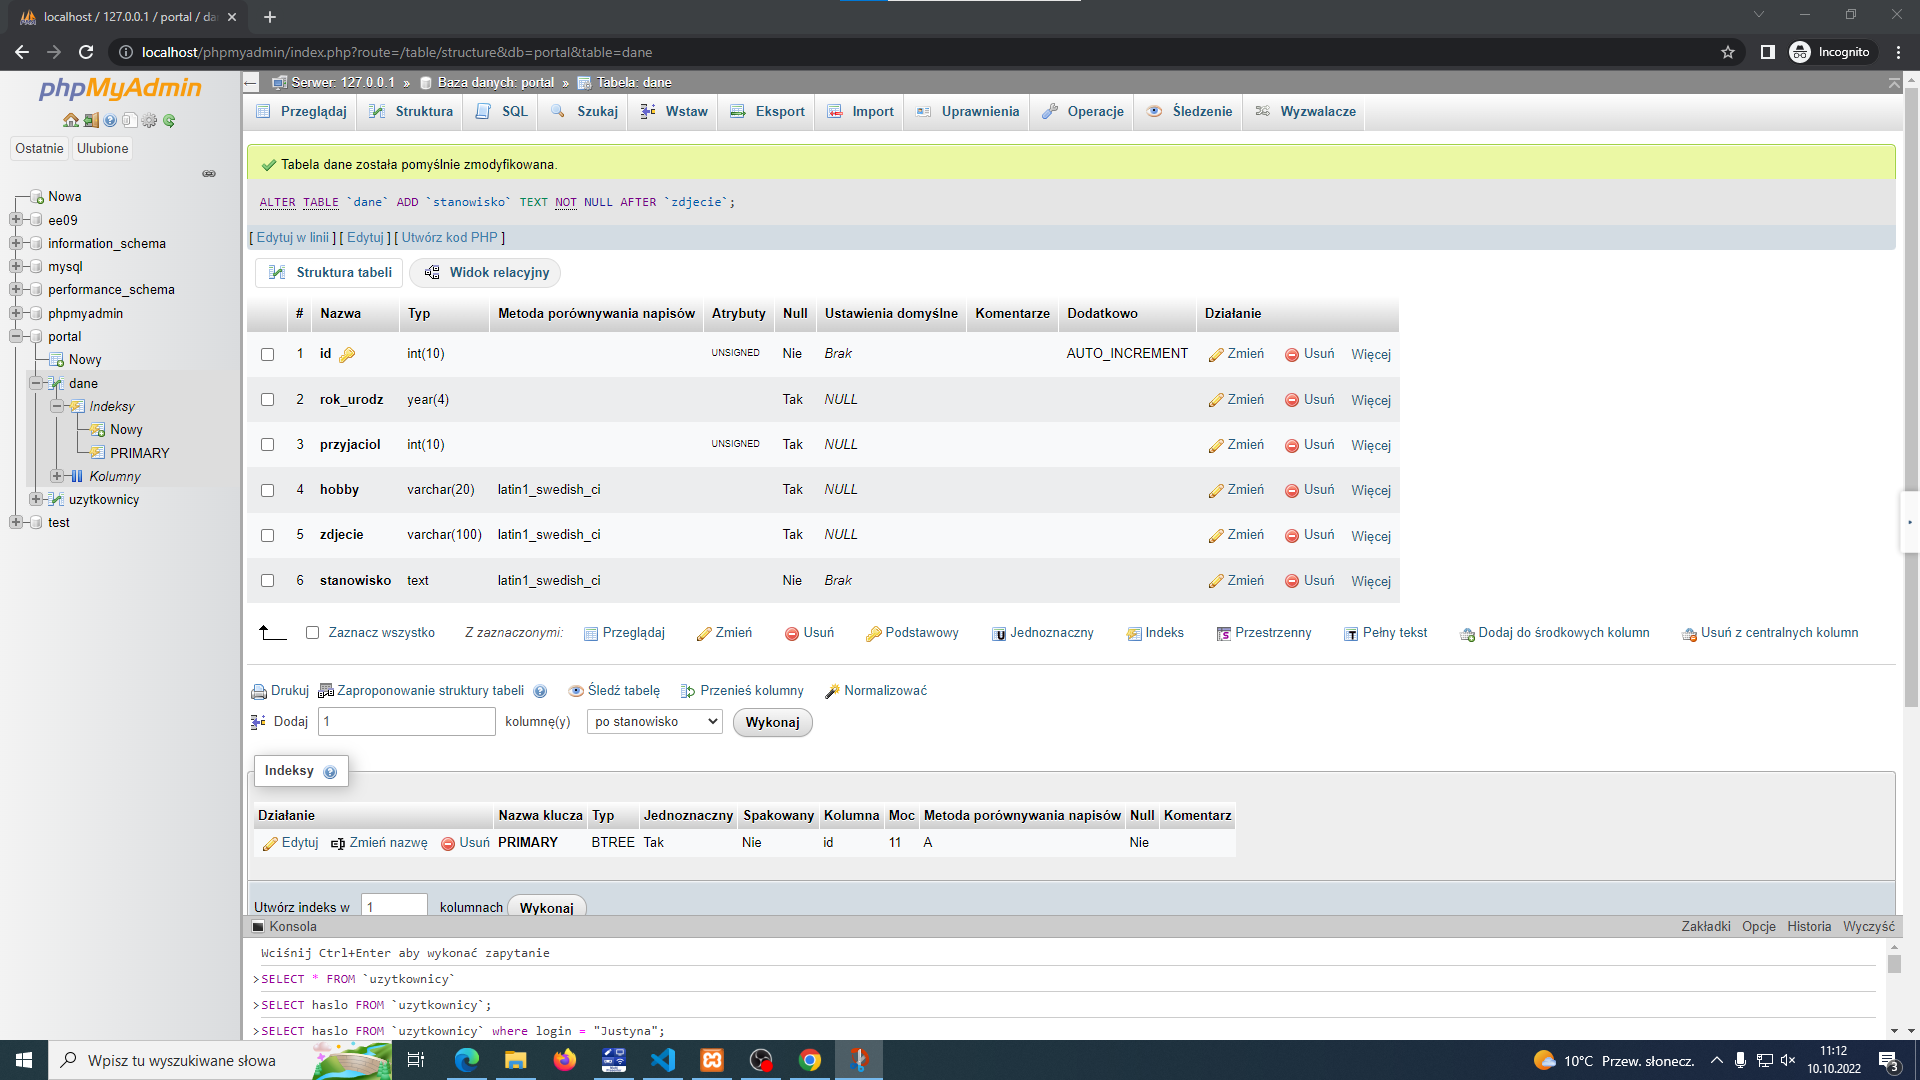 localhost / 127.0.0.1 / portal / da
localhost/phpmyadmin/index.php?route=/table/structure&db=portal&table=dane
Incognito
phpMyAdmin
Ostatnie Ulubione
Nowa
ee09
information_schema
mysql
performance_schema
phpmyadmin
portal
Nowy
dane
Indeksy
Nowy
PRIMARY
Kolumny
uzytkownicy
test
Serwer: 127.0.0.1 » Baza danych: portal » Tabela: dane
Przeglądaj Struktura SQL Szukaj Wstaw Eksport Import Uprawnienia Operacje Śledzenie Wyzwalacze
Tabela dane została pomyślnie zmodyfikowana.
ALTER TABLE `dane` ADD `stanowisko` TEXT NOT NULL AFTER `zdjecie`;
[ Edytuj w linii ] [ Edytuj ] [ Utwórz kod PHP ]
Struktura tabeli Widok relacyjny
# Nazwa Typ Metoda porównywania napisów Atrybuty Null Ustawienia domyślne Komentarze Dodatkowo Działanie
1 id int(10) UNSIGNED Nie Brak AUTO_INCREMENT Zmień Usuń Więcej
2 rok_urodz year(4) Tak NULL Zmień Usuń Więcej
3 przyjaciol int(10) UNSIGNED Tak NULL Zmień Usuń Więcej
4 hobby varchar(20) latin1_swedish_ci Tak NULL Zmień Usuń Więcej
5 zdjecie varchar(100) latin1_swedish_ci Tak NULL Zmień Usuń Więcej
6 stanowisko text latin1_swedish_ci Nie Brak Zmień Usuń Więcej
Zaznacz wszystko Z zaznaczonymi: Przeglądaj Zmień Usuń Podstawowy Jednoznaczny Indeks Przestrzenny Pełny tekst Dodaj do środkowych kolumn Usuń z centralnych kolumn
Drukuj Zaproponowanie struktury tabeli Śledź tabelę Przenieś kolumny Normalizować
Dodaj 1 kolumnę(y) po stanowisko Wykonaj
Indeksy
Działanie Nazwa klucza Typ Jednoznaczny Spakowany Kolumna Moc Metoda porównywania napisów Null Komentarz
Edytuj Zmień nazwę Usuń PRIMARY BTREE Tak Nie id 11 A Nie
Utwórz indeks w 1 kolumnach Wykonaj
Konsola Zakładki Opcje Historia Wyczyść
Wciśnij Ctrl+Enter aby wykonać zapytanie
>SELECT * FROM `uzytkownicy`
>SELECT haslo FROM `uzytkownicy`;
>SELECT haslo FROM `uzytkownicy` where login = "Justyna";
Wpisz tu wyszukiwane słowa
10°C Przew. słonecz.
11:12
10.10.2022
3